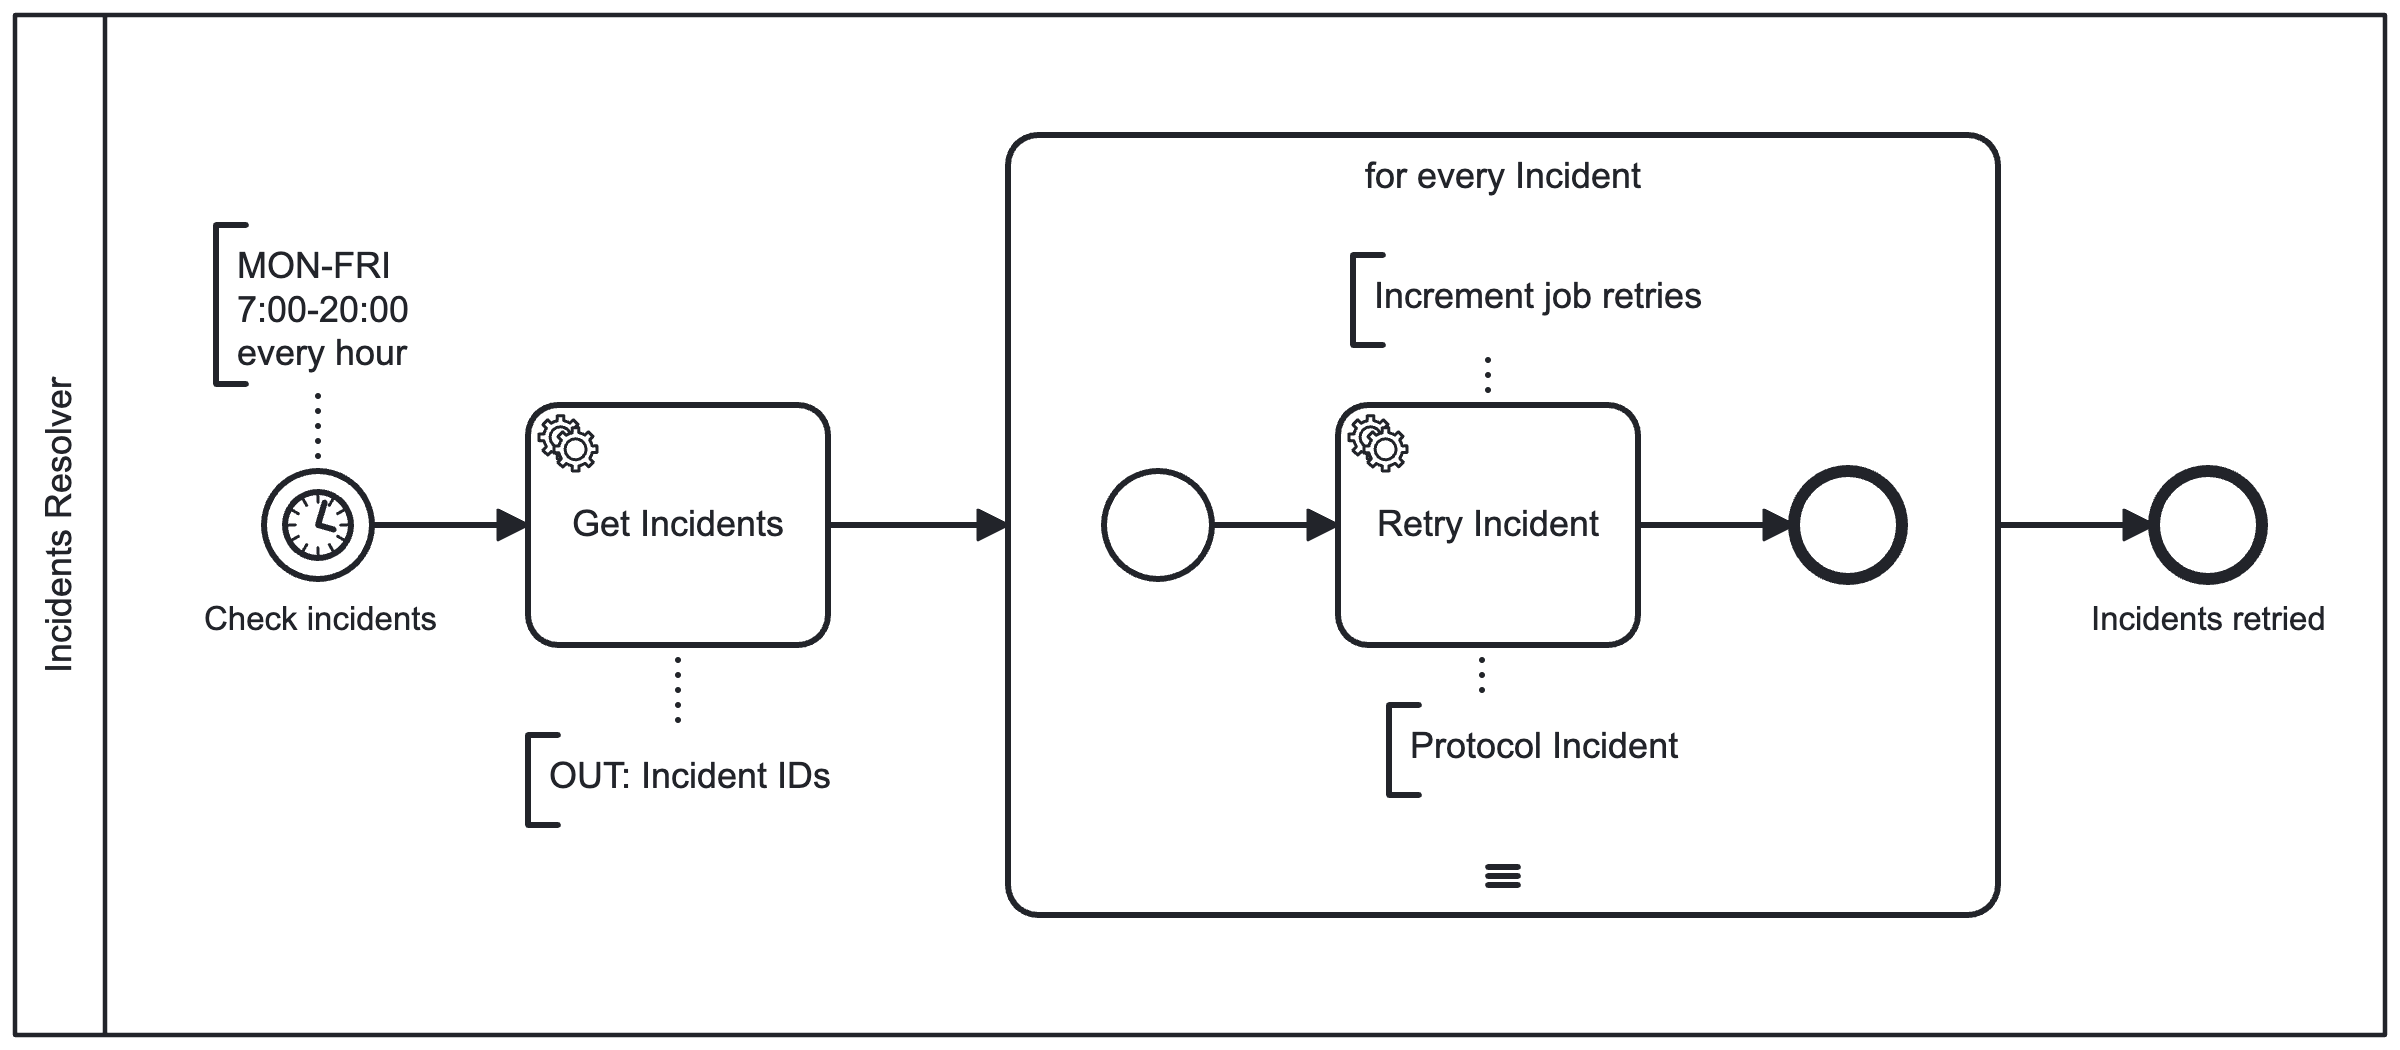 Incidents Resolver
MON-FRI
7:00-20:00
every hour
Check incidents
Get Incidents
OUT: Incident IDs
for every Incident
Increment job retries
Retry Incident
Protocol Incident
Incidents retried